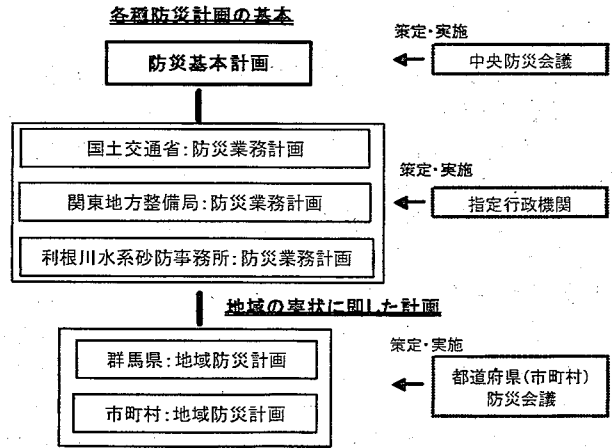 各種防災計画の基本
防災基本計画
策定・実施
中央防災会議
国土交通省:防災業務計画
関東地方整備局:防災業務計画
利根川水系砂防事務所:防災業務計画
策定・実施
指定行政機関
地域の実状に即した計画
群馬県:地域防災計画
市町村:地域防災計画
策定・実施
都道府県(市町村)
防災会議